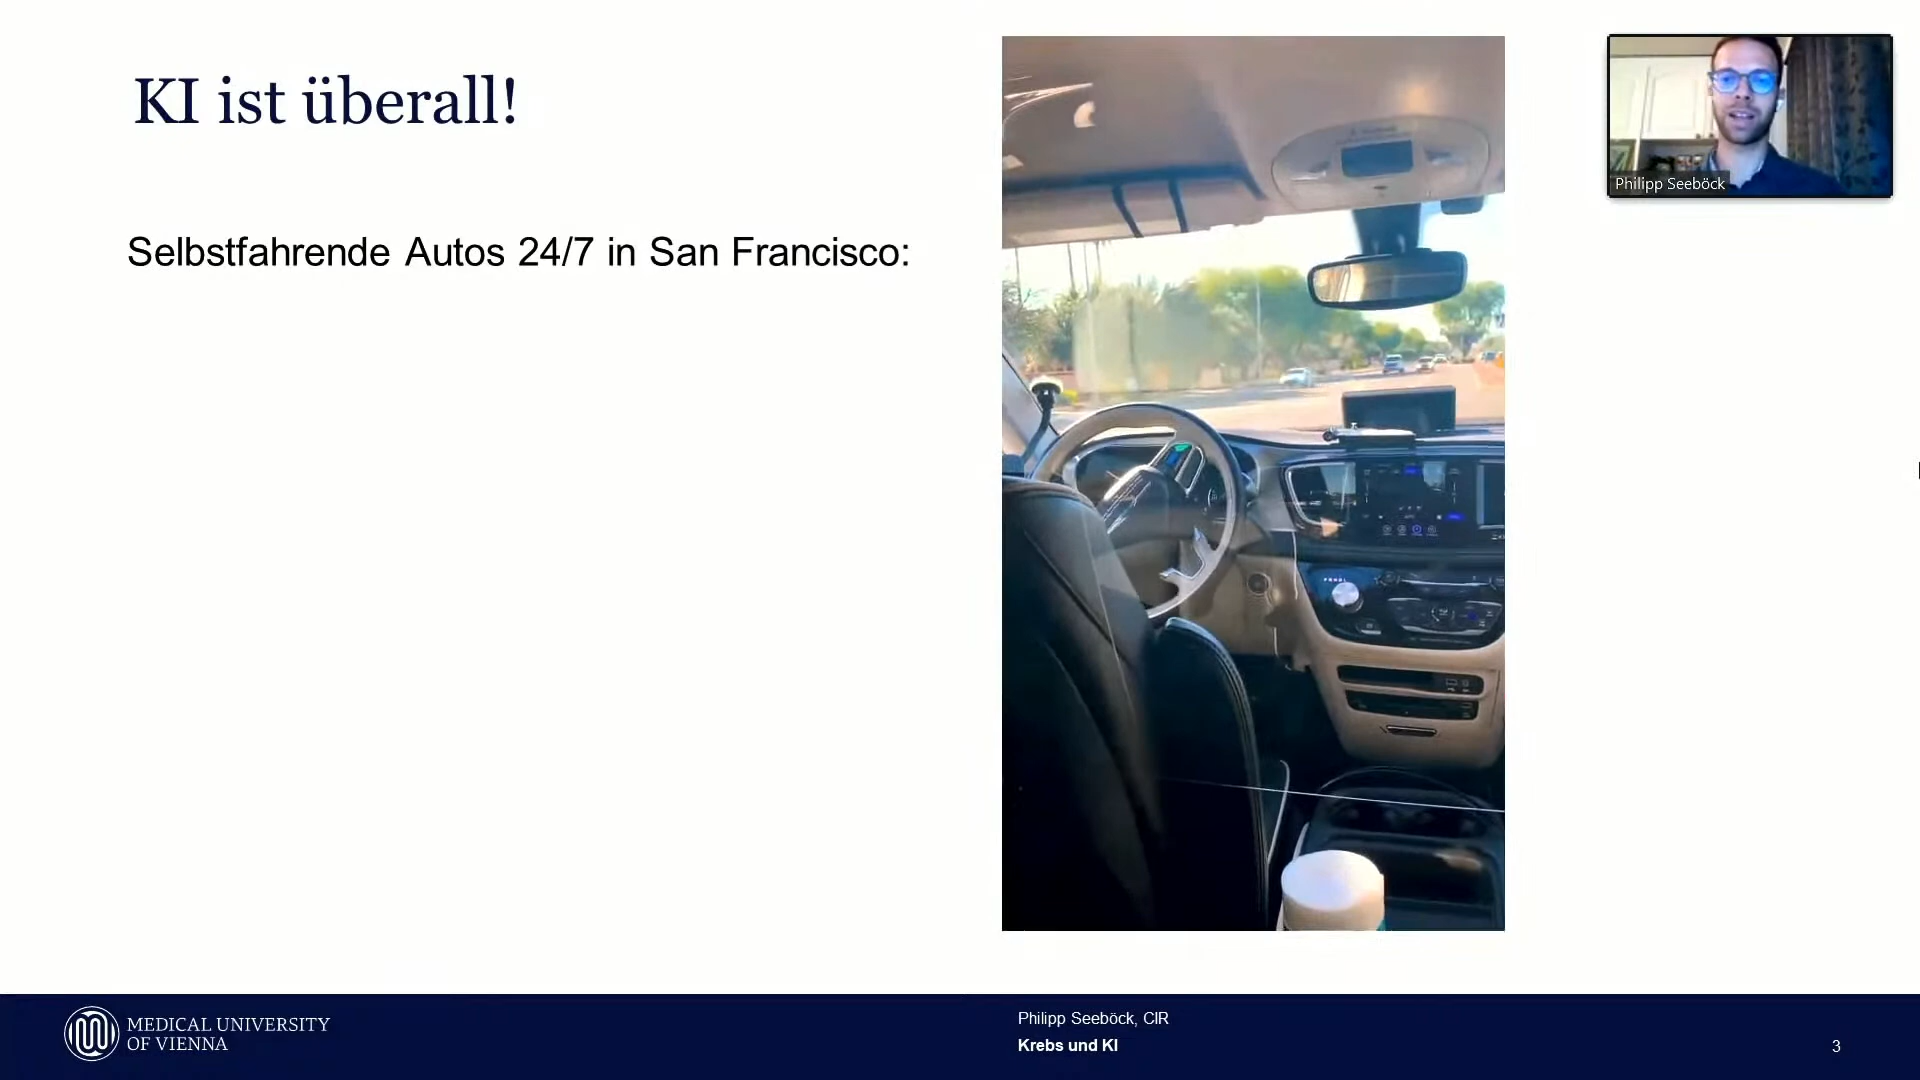 KI ist überall!
Selbstfahrende Autos 24/7 in San Francisco:
Philipp Seeböck
MEDICAL UNIVERSITY
OF VIENNA
Philipp Seeböck, CIR
Krebs und KI
3